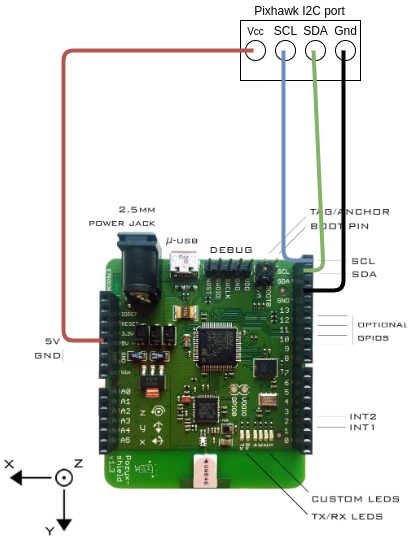 Pixhawk I2C port
Vcc SCL SDA Gnd
2.5MM
POWER JACK
µ-USB
DEBUG
TAG/ANCHOR
BOOT PIN
SCL
SDA
SCL
SDA
GND
BOOT0
13
12
11
10
9
8
7
6
5
4
3
2
1
0
OPTIONAL
GPIOS
IOREF
RESET
3.3V
5V
GND
VIN
5V
GND
A0
A1
A2
A3
A4
A5
z
y
x
INT2
INT1
Pozyx-
shield
v1.3
X
Z
Y
CUSTOM LEDS
TX/RX LEDS